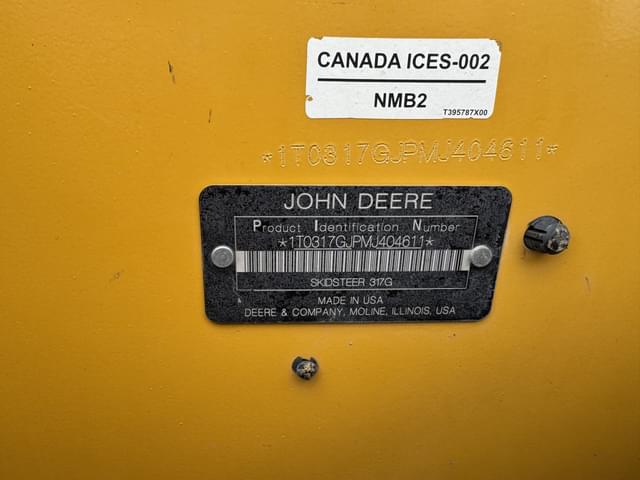 CANADA ICES-002
NMB2
T395787X00
*1T0317GJPMJ404611*
JOHN DEERE
Product Identification Number
*1T0317GJPMJ404611*
SKIDSTEER 317G
MADE IN USA
DEERE & COMPANY, MOLINE, ILLINOIS, USA